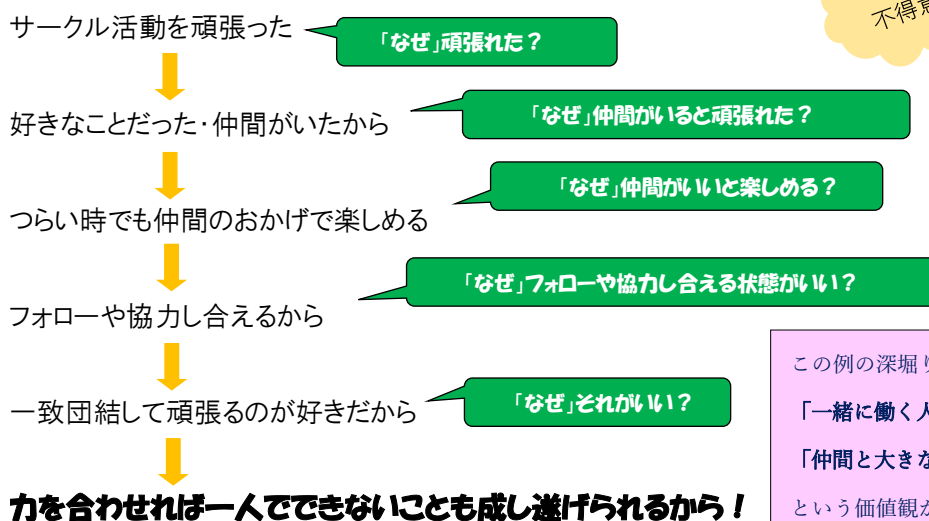 サークル活動を頑張った
「なぜ」頑張れた?
不得意
好きなことだった・仲間がいたから
「なぜ」仲間がいると頑張れた?
「なぜ」仲間がいいと楽しめる?
つらい時でも仲間のおかげで楽しめる
「なぜ」フォローや協力し合える状態がいい?
フォローや協力し合えるから
一致団結して頑張るのが好きだから
「なぜ」それがいい?
力を合わせれば一人でできないことも成し遂げられるから!
この例の深堀り
「一緒に働く人
「仲間と大きな
という価値観が